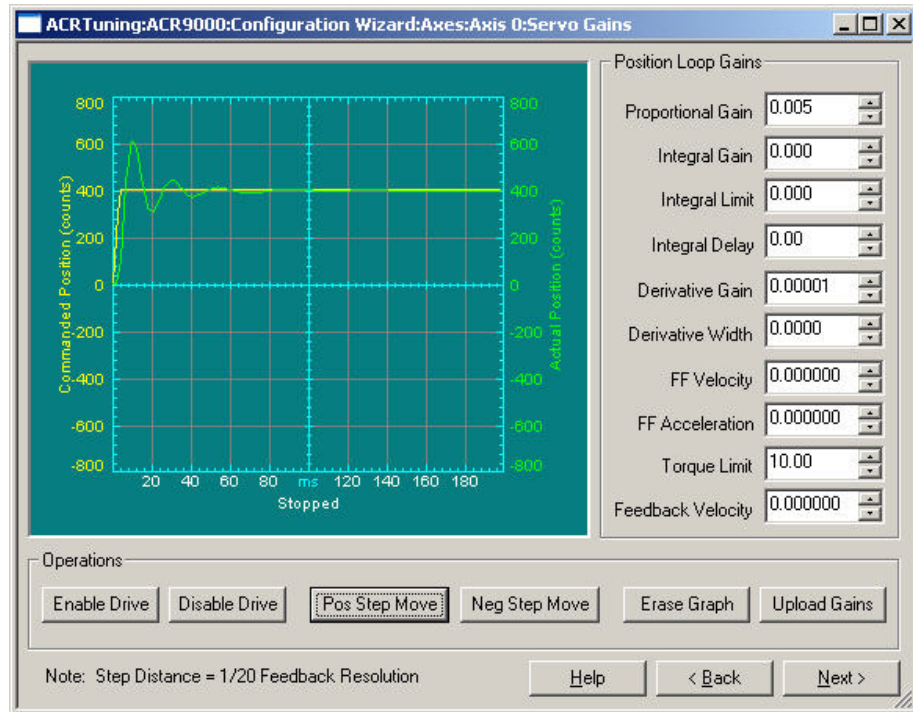 ACRTuning:ACR9000:Configuration Wizard:Axes:Axis 0:Servo Gains
Commanded Position (counts)
800
600
400
200
0
-200
-400
-600
-800
800
600
400
200
0
-200
-400
-600
-800
Actual Position (counts)
20 40 60 80 ms 120 140 160 180
Stopped
Position Loop Gains
Proportional Gain 0.005
Integral Gain 0.000
Integral Limit 0.000
Integral Delay 0.00
Derivative Gain 0.00001
Derivative Width 0.0000
FF Velocity 0.000000
FF Acceleration 0.000000
Torque Limit 10.00
Feedback Velocity 0.000000
Operations
Enable Drive Disable Drive Pos Step Move Neg Step Move Erase Graph Upload Gains
Note: Step Distance = 1/20 Feedback Resolution
Help < Back Next >